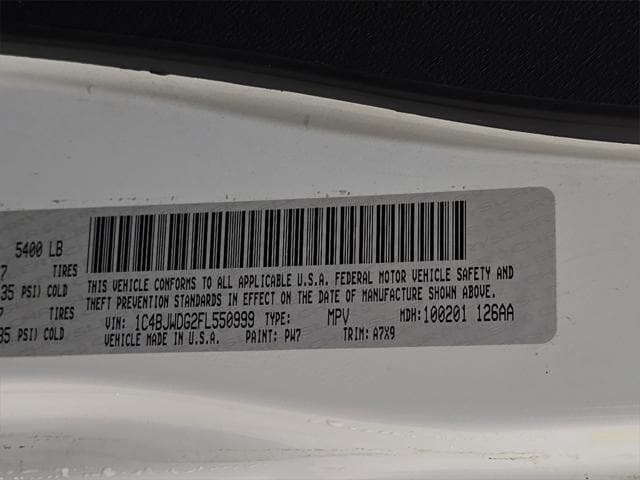 5400 LB
7 TIRES
35 PSI) COLD
7 TIRES
35 PSI) COLD
THIS VEHICLE CONFORMS TO ALL APPLICABLE U.S.A. FEDERAL MOTOR VEHICLE SAFETY AND
THEFT PREVENTION STANDARDS IN EFFECT ON THE DATE OF MANUFACTURE SHOWN ABOVE.
VIN: 1C4BJWDG2FL550999 TYPE: MPV MDH:100201 126AA
VEHICLE MADE IN U.S.A. PAINT: PW7 TRIM: A7X9